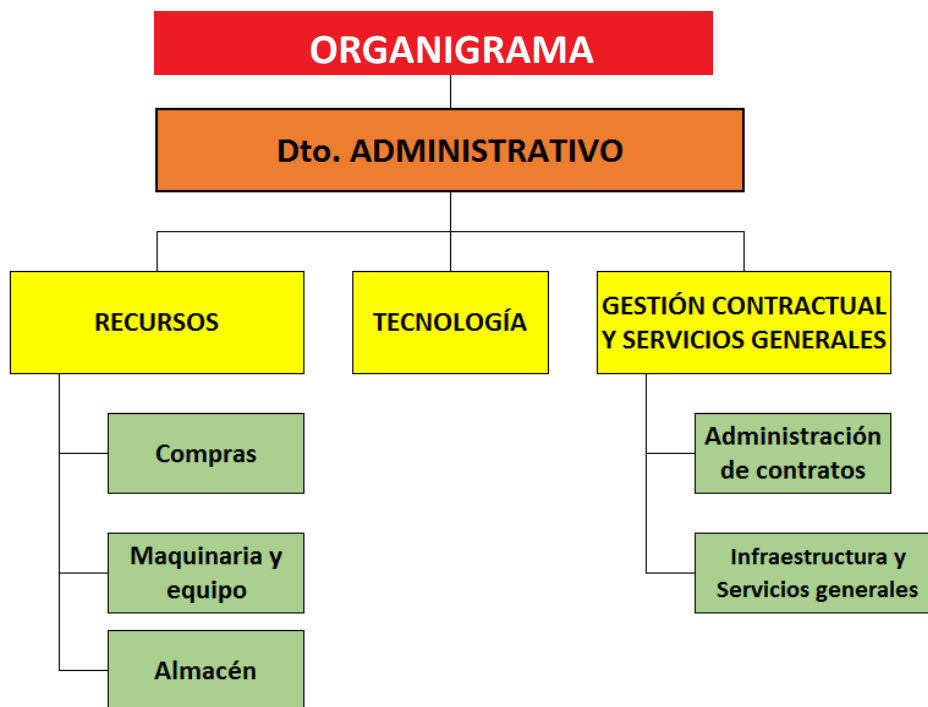 ORGANIGRAMA
Dto. ADMINISTRATIVO
RECURSOS
TECNOLOGÍA
GESTIÓN CONTRACTUAL
Y SERVICIOS GENERALES
Compras
Maquinaria y
equipo
Almacén
Administración
de contratos
Infraestructura y
Servicios generales